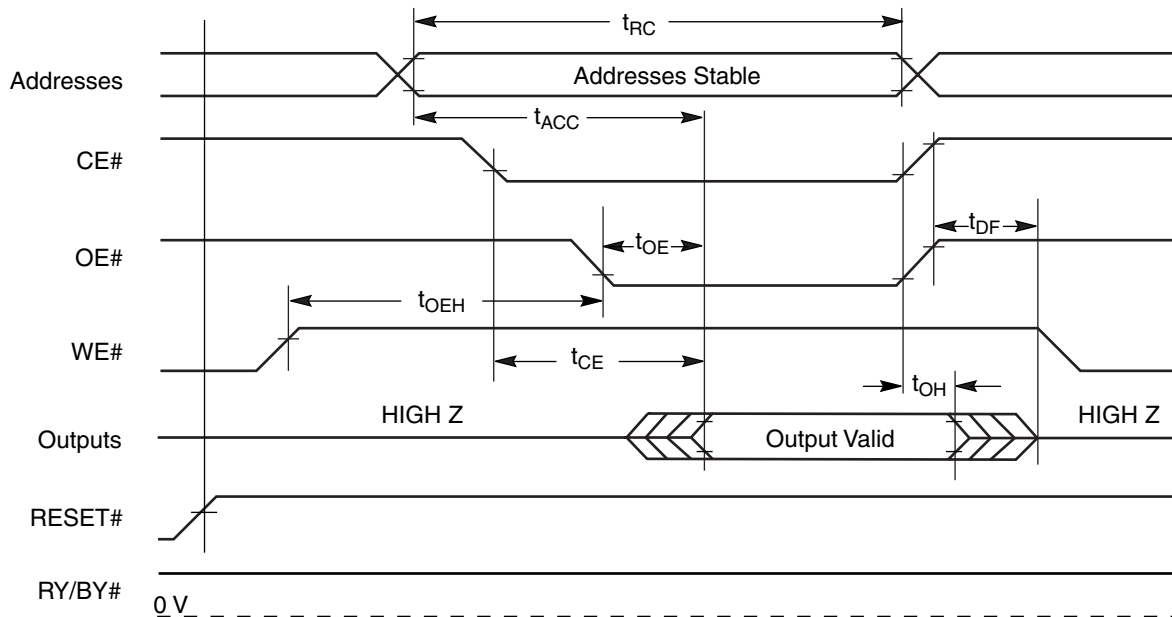 tRC
Addresses
Addresses Stable
tACC
CE#
tDF
OE#
tOE
tOEH
WE#
tCE
tOH
HIGH Z
HIGH Z
Outputs
Output Valid
RESET#
RY/BY#
0 V